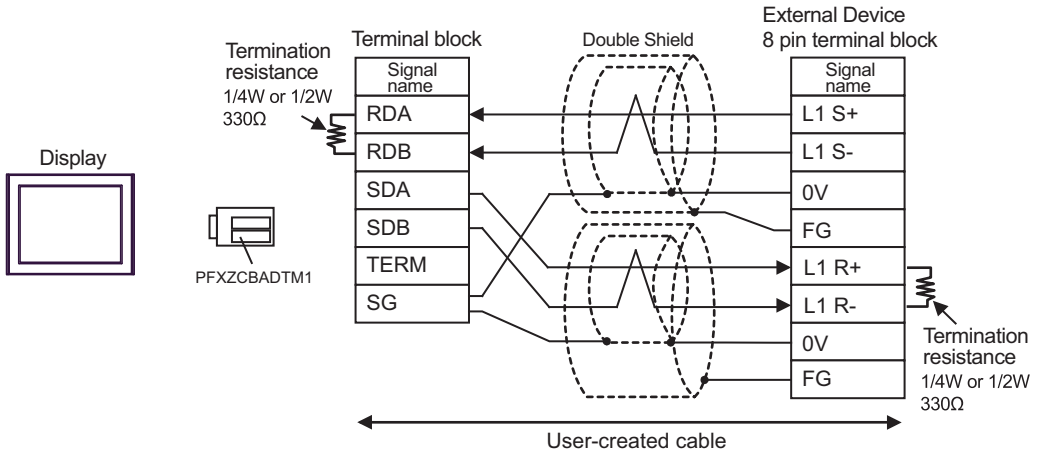 Display
PFXZCBADTM1
Termination
resistance
1/4W or 1/2W
330Ω
Terminal block
Signal
name
RDA
RDB
SDA
SDB
TERM
SG
Double Shield
External Device
8 pin terminal block
Signal
name
L1 S+
L1 S-
0V
FG
L1 R+
L1 R-
0V
FG
Termination
resistance
1/4W or 1/2W
330Ω
User-created cable